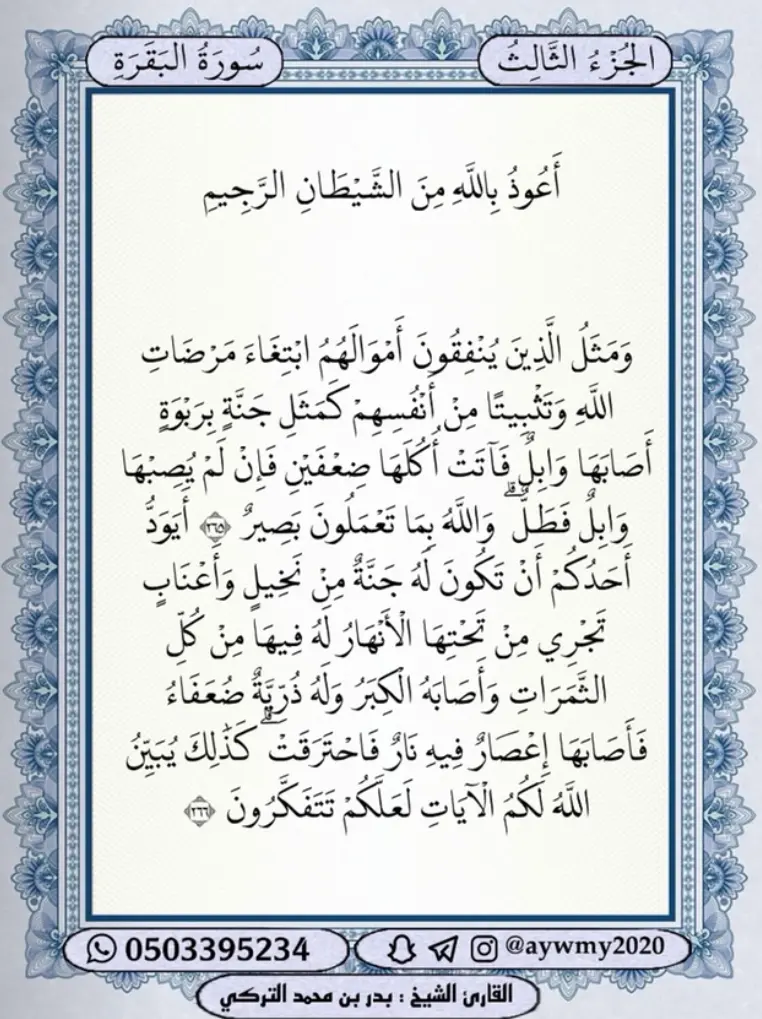 الجُزْءُ الثَّالِثُ
سُورَةُ البَقَرَةِ
أَعُوذُ بِاللَّهِ مِنَ الشَّيْطَانِ الرَّجِيمِ
وَمَثَلُ الَّذِينَ يُنْفِقُونَ أَمْوَالَهُمُ ابْتِغَاءَ مَرْضَاتِ
اللَّهِ وَتَثْبِيتًا مِنْ أَنْفُسِهِمْ كَمَثَلِ جَنَّةٍ بِرَبْوَةٍ
أَصَابَهَا وَابِلٌ فَآتَتْ أُكُلَهَا ضِعْفَيْنِ فَإِنْ لَمْ يُصِبْهَا
وَابِلٌ فَطَلٌّ ۗ وَاللَّهُ بِمَا تَعْمَلُونَ بَصِيرٌ ﴿٢٦٥﴾ أَيَوَدُّ
أَحَدُكُمْ أَنْ تَكُونَ لَهُ جَنَّةٌ مِنْ نَخِيلٍ وَأَعْنَابٍ
تَجْرِي مِنْ تَحْتِهَا الْأَنْهَارُ لَهُ فِيهَا مِنْ كُلِّ
الثَّمَرَاتِ وَأَصَابَهُ الْكِبَرُ وَلَهُ ذُرِّيَّةٌ ضُعَفَاءُ
فَأَصَابَهَا إِعْصَارٌ فِيهِ نَارٌ فَاحْتَرَقَتْ ۗ كَذَٰلِكَ يُبَيِّنُ
اللَّهُ لَكُمُ الْآيَاتِ لَعَلَّكُمْ تَتَفَكَّرُونَ ﴿٢٦٦﴾
0503395234
@aywmy2020
القارئ الشيخ : بدر بن محمد التركي